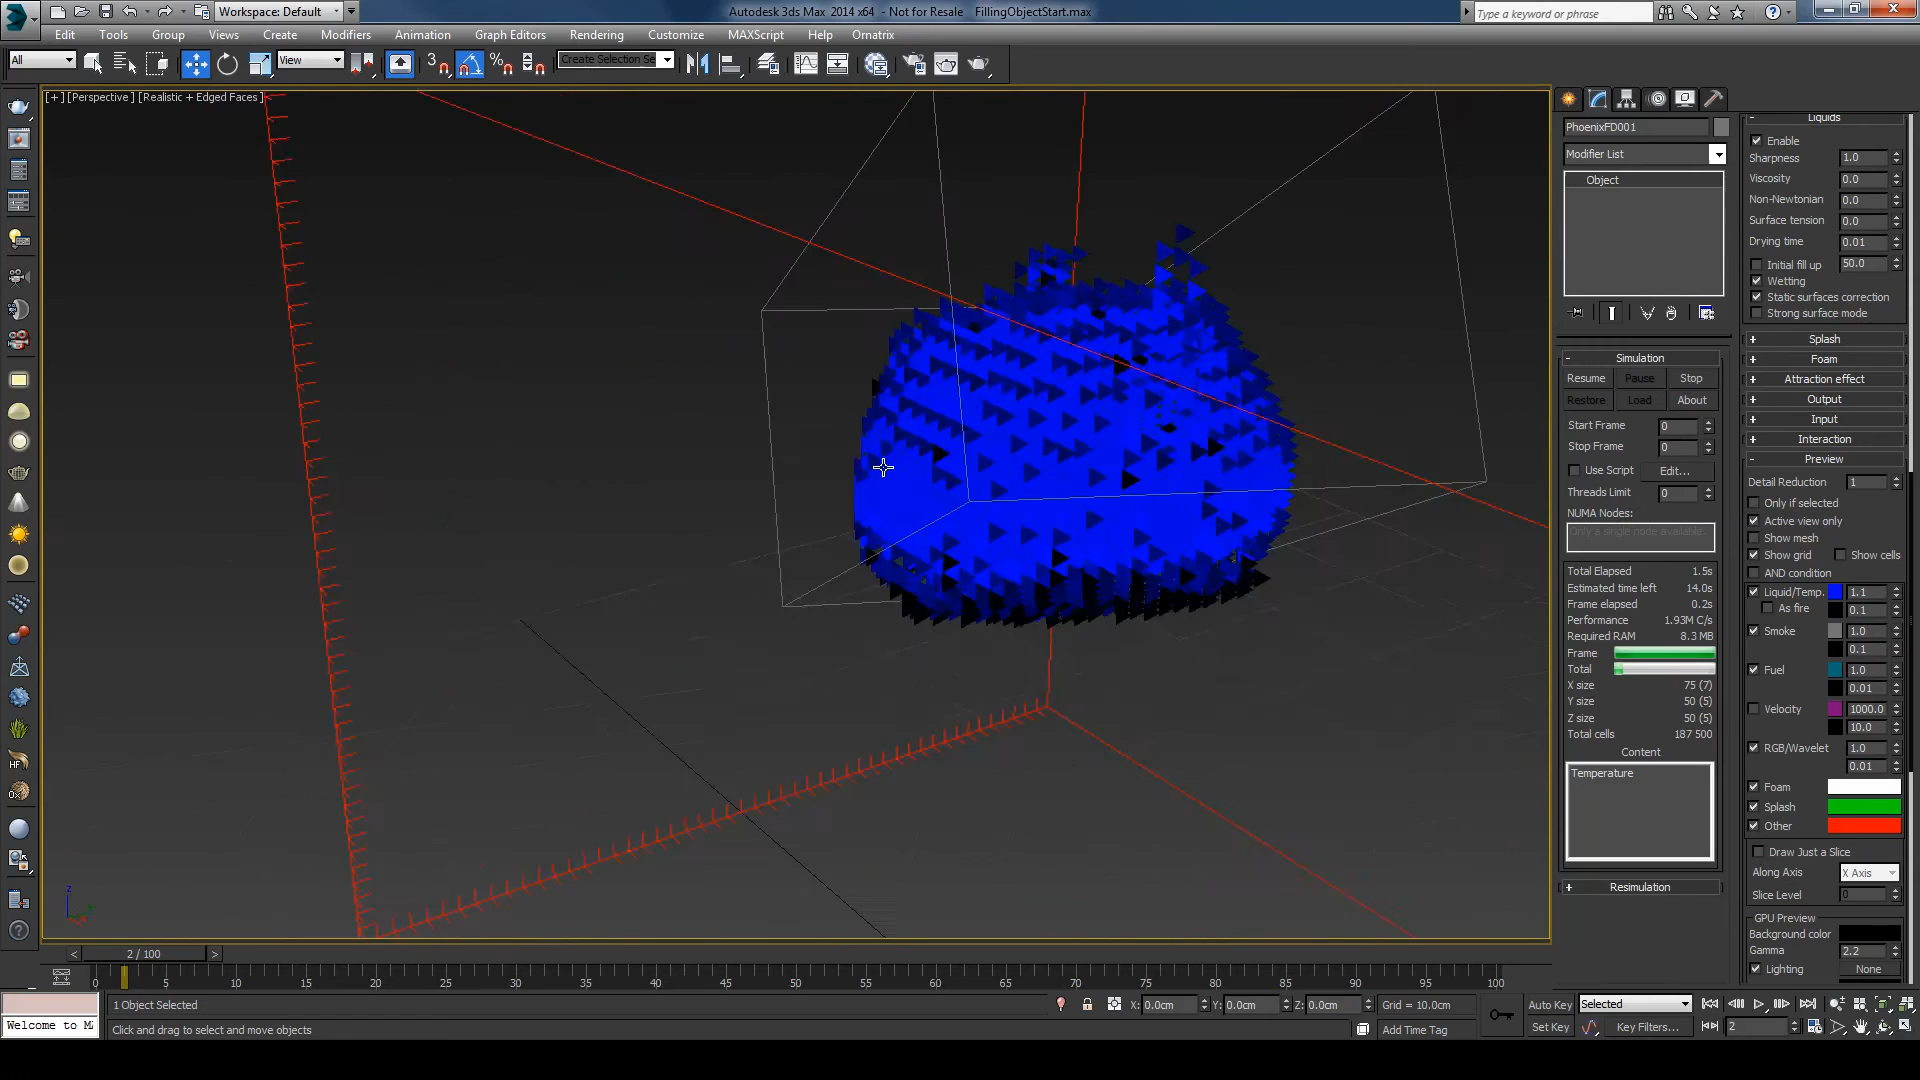 Workspace: Default
Autodesk 3ds Max 2014 x64 - Not for Resale FillingObjectStart.max
Type a keyword or phrase
Edit Tools Group Views Create Modifiers Animation Graph Editors Rendering Customize MAXScript Help Ornatrix
All
View
3
Create Selection Se
[+][Perspective][Realistic + Edged Faces]
PhoenixFD001
Modifier List
Object
Simulation
Resume Pause Stop
Restore Load About
Start Frame 0
Stop Frame 0
Use Script Edit...
Threads Limit 0
NUMA Nodes:
Only a single node available.
Total Elapsed 1.5s
Estimated time left 14.0s
Frame elapsed 0.2s
Performance 1.93M C/s
Required RAM 8.3 MB
Frame
Total
X size 75 (7)
Y size 50 (5)
Z size 50 (5)
Total cells 187 500
Content
Temperature
Resimulation
Liquids
Enable
Sharpness 1.0
Viscosity 0.0
Non-Newtonian 0.0
Surface tension 0.0
Drying time 0.01
Initial fill up 50.0
Wetting
Static surfaces correction
Strong surface mode
Splash
Foam
Attraction effect
Output
Input
Interaction
Preview
Detail Reduction 1
Only if selected
Active view only
Show mesh
Show grid Show cells
AND condition
Liquid/Temp. 1.1
As fire 0.1
Smoke 1.0
0.1
Fuel 1.0
0.01
Velocity 1000.0
10.0
RGB/Wavelet 1.0
0.01
Foam
Splash
Other
Draw Just a Slice
Along Axis X Axis
Slice Level 0
GPU Preview
Background color
Gamma 2.2
Lighting None
z
HF
< 2 / 100 >
0 5 10 15 20 25 30 35 40 45 50 55 60 65 70 75 80 85 90 95 100
1 Object Selected
X: 0.0cm Y: 0.0cm Z: 0.0cm Grid = 10.0cm
Auto Key Selected
Welcome to M
Click and drag to select and move objects
Add Time Tag
Set Key Key Filters... 2